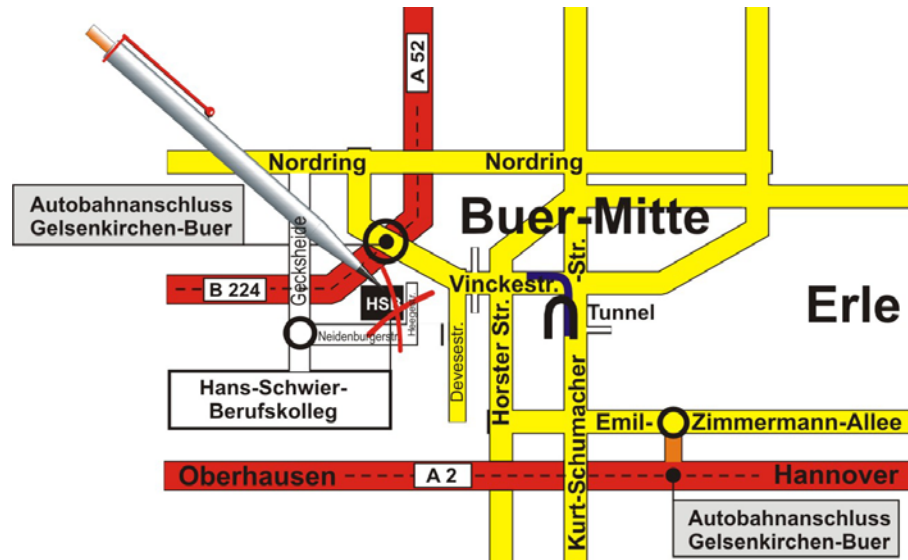 A 52
Nordring
Nordring
Autobahnanschluss
Gelsenkirchen-Buer
Buer-Mitte
Gecksheide
B 224
HSB
Heegestr.
Neidenburgerstr.
Vinckestr.
-Str.
Tunnel
Erle
Devesestr.
Horster Str.
Kurt-Schumacher
Hans-Schwier-
Berufskolleg
Emil-
Zimmermann-Allee
Oberhausen
A 2
Hannover
Autobahnanschluss
Gelsenkirchen-Buer